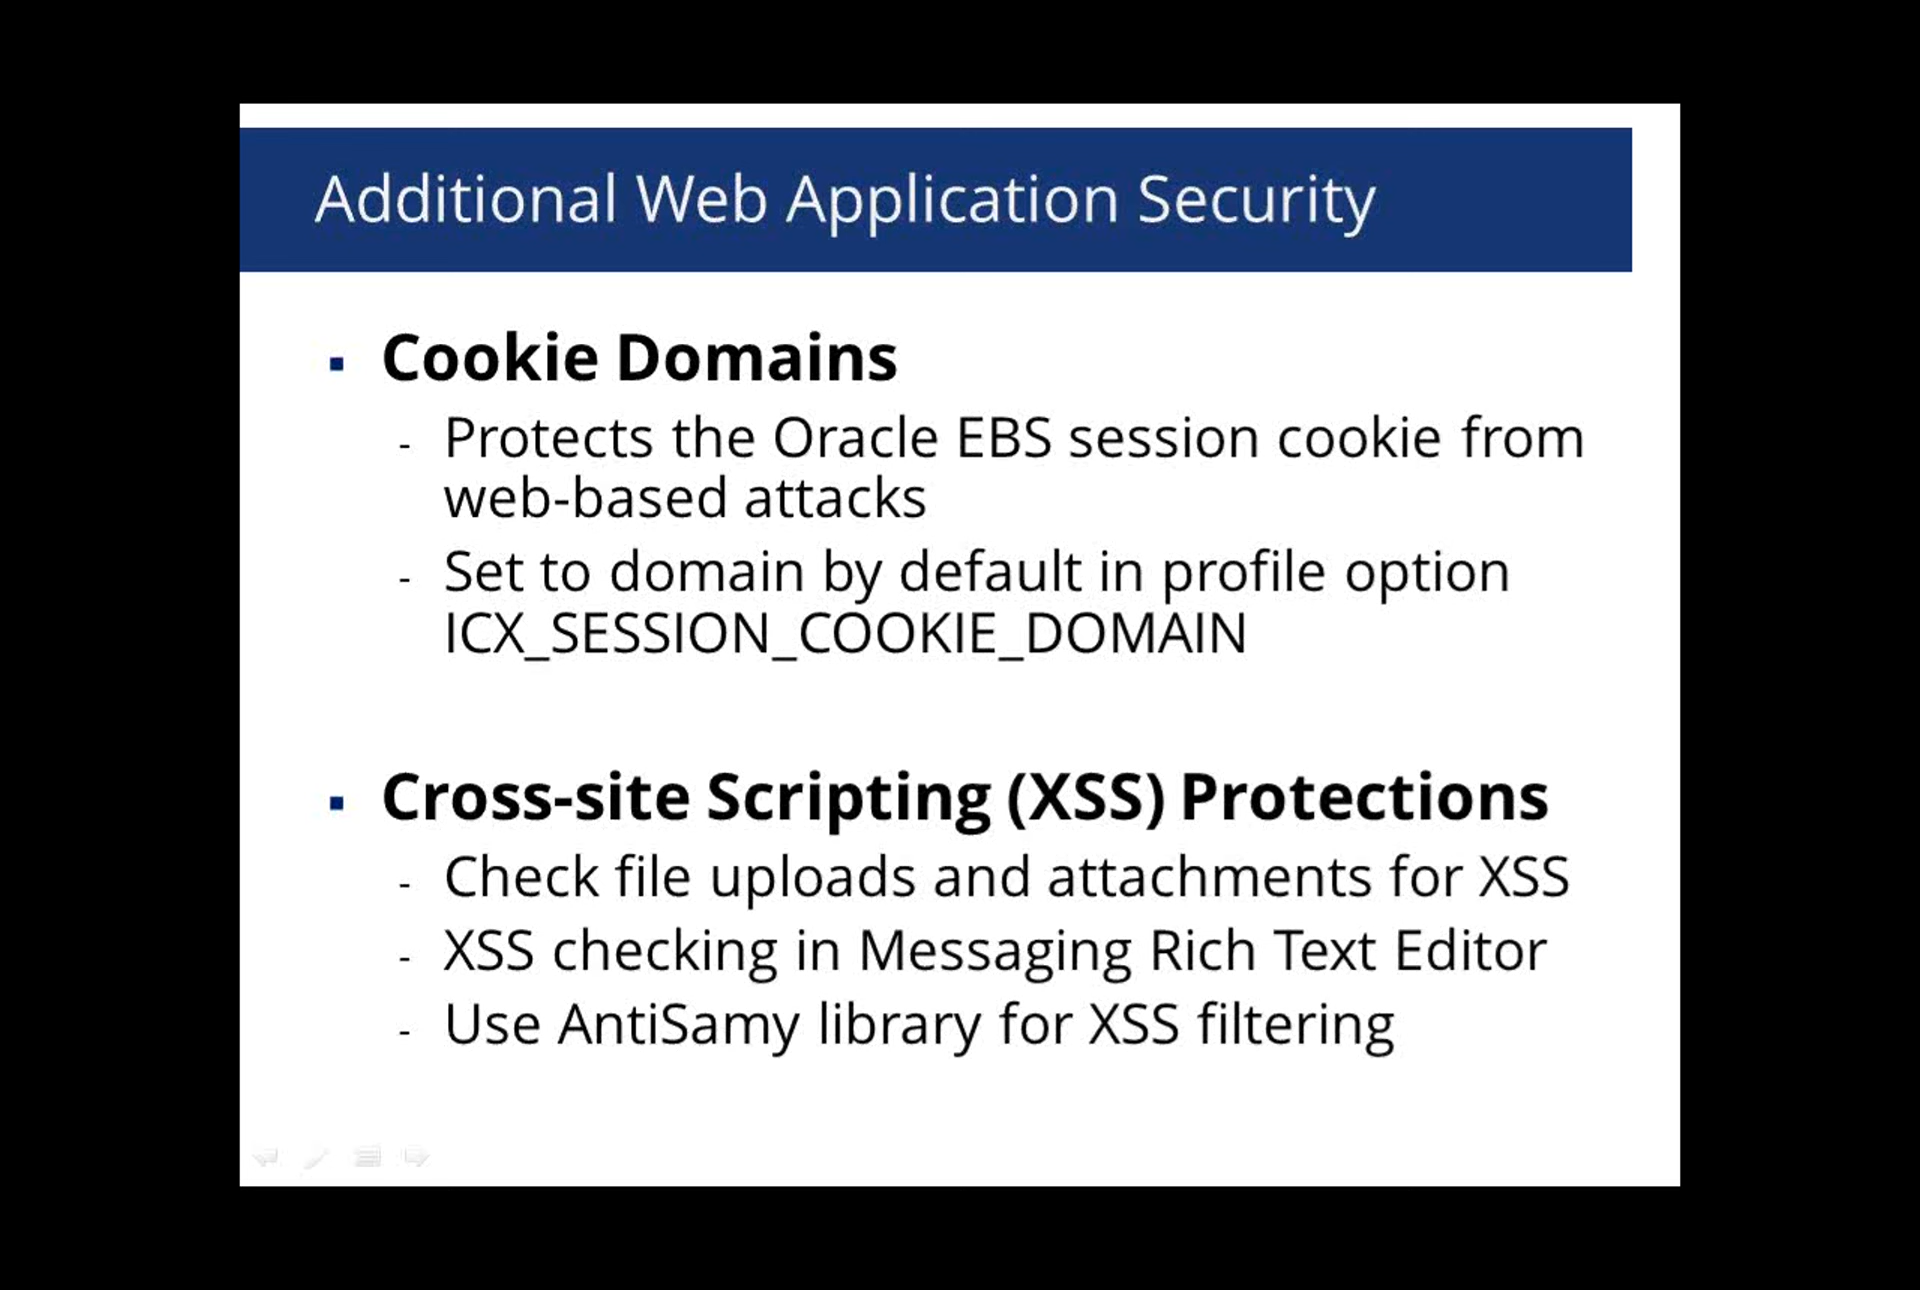 Additional Web Application Security
▪ Cookie Domains
- Protects the Oracle EBS session cookie from
web-based attacks
- Set to domain by default in profile option
ICX_SESSION_COOKIE_DOMAIN
▪ Cross-site Scripting (XSS) Protections
- Check file uploads and attachments for XSS
- XSS checking in Messaging Rich Text Editor
- Use AntiSamy library for XSS filtering